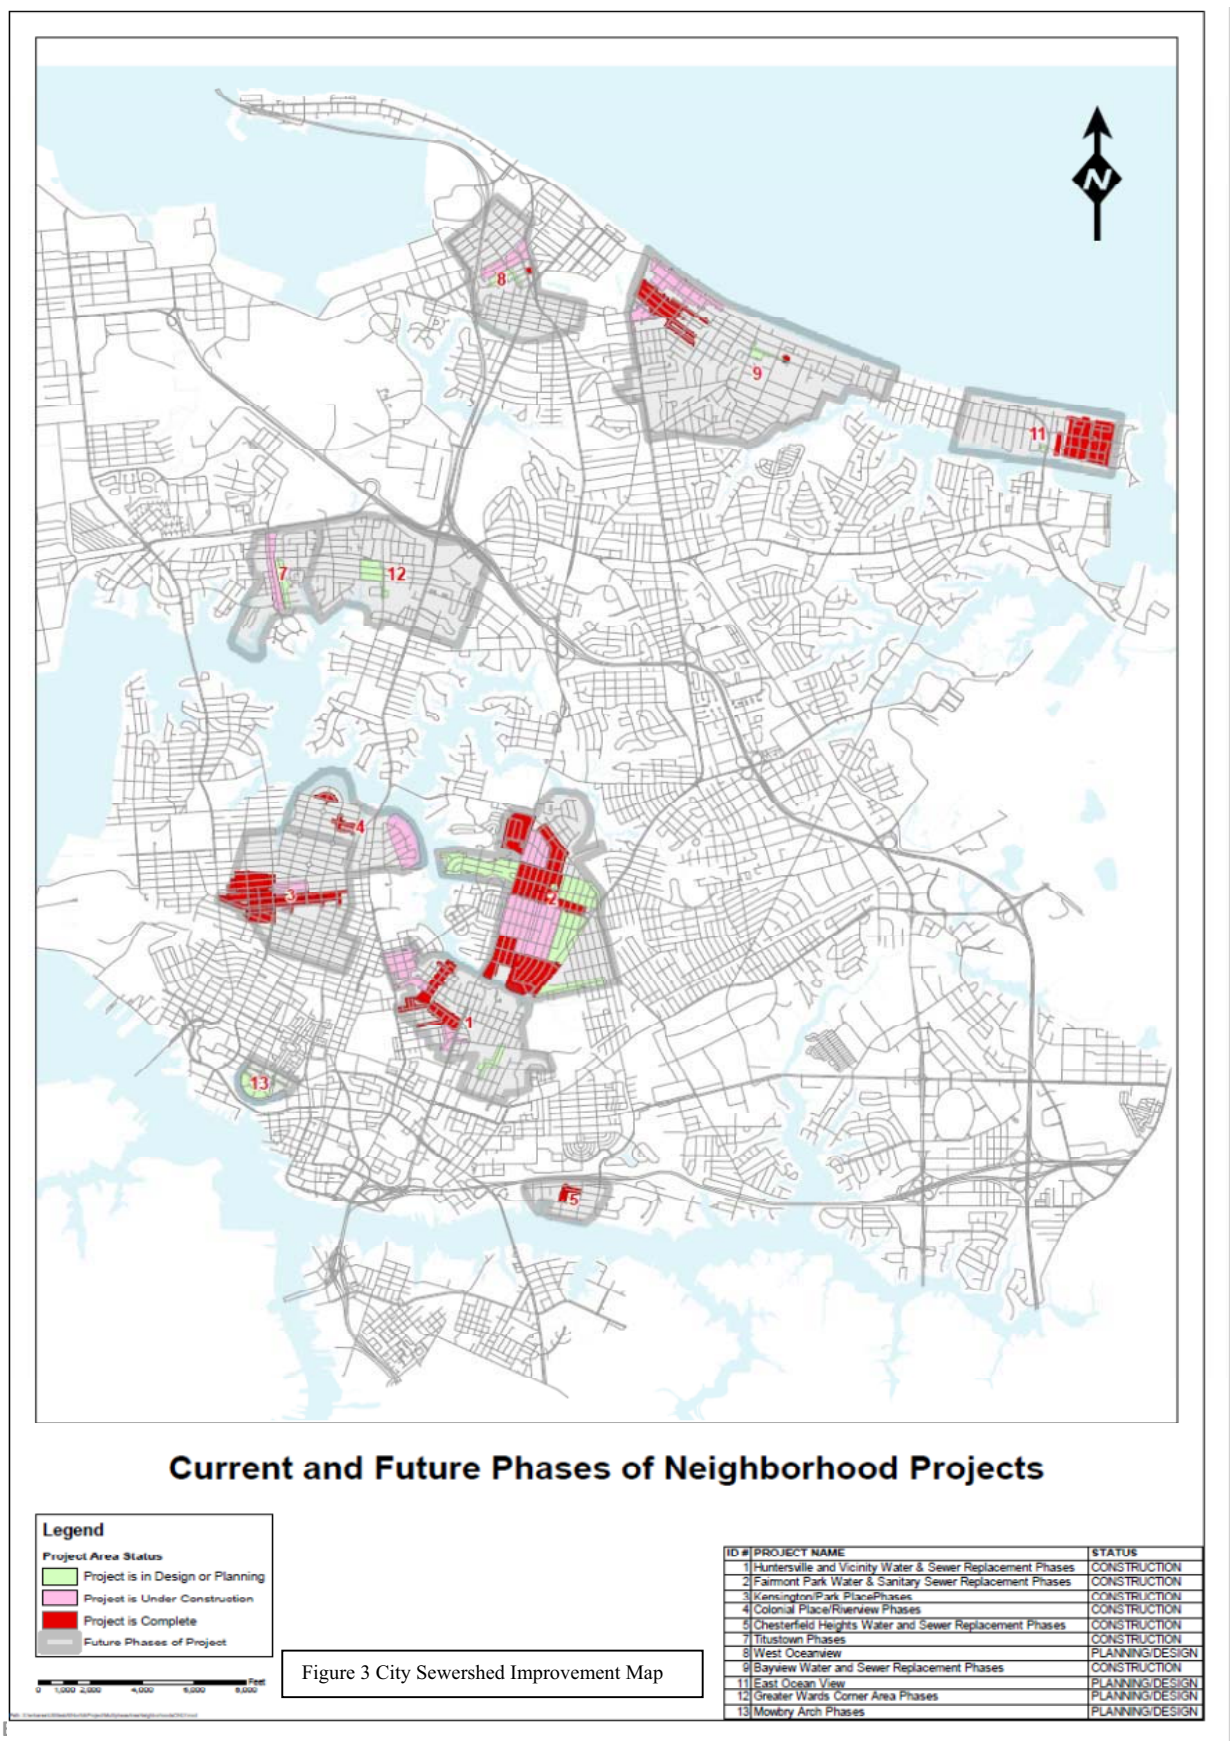 N
8
9
11
7
12
4
3
2
1
13
5
Current and Future Phases of Neighborhood Projects
Legend
Project Area Status
Project is in Design or Planning
Project is Under Construction
Project is Complete
Future Phases of Project
Feet
0 1,000 2,000 4,000 6,000 8,000
Figure 3 City Sewershed Improvement Map
ID # PROJECT NAME STATUS
1 Huntersville and Vicinity Water & Sewer Replacement Phases CONSTRUCTION
2 Fairmont Park Water & Sanitary Sewer Replacement Phases CONSTRUCTION
3 Kensington/Park PlacePhases CONSTRUCTION
4 Colonial Place/Riverview Phases CONSTRUCTION
5 Chesterfield Heights Water and Sewer Replacement Phases CONSTRUCTION
7 Titustown Phases CONSTRUCTION
8 West Oceanview PLANNING/DESIGN
9 Bayview Water and Sewer Replacement Phases CONSTRUCTION
11 East Ocean View PLANNING/DESIGN
12 Greater Wards Corner Area Phases PLANNING/DESIGN
13 Mowbry Arch Phases PLANNING/DESIGN